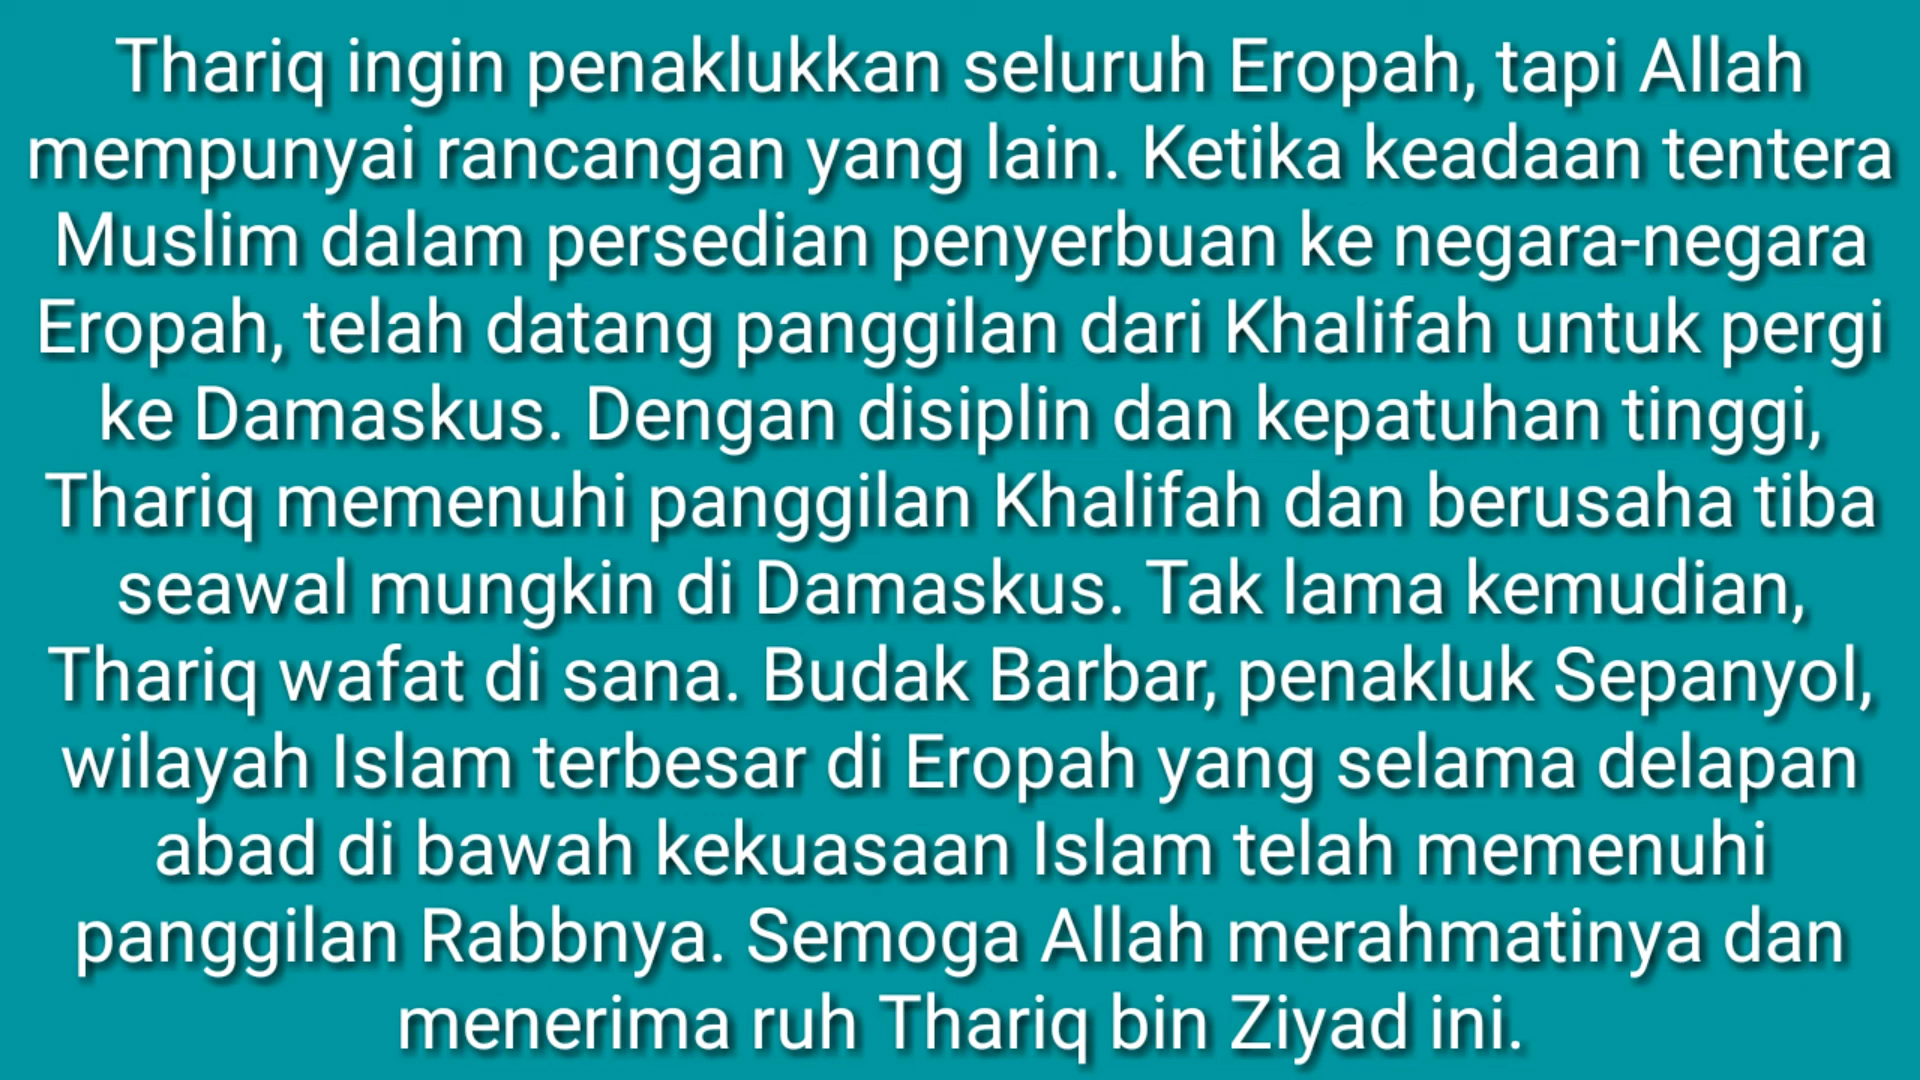 Thariq ingin penaklukkan seluruh Eropah, tapi Allah
mempunyai rancangan yang lain. Ketika keadaan tentera
Muslim dalam persedian penyerbuan ke negara-negara
Eropah, telah datang panggilan dari Khalifah untuk pergi
ke Damaskus. Dengan disiplin dan kepatuhan tinggi,
Thariq memenuhi panggilan Khalifah dan berusaha tiba
seawal mungkin di Damaskus. Tak lama kemudian,
Thariq wafat di sana. Budak Barbar, penakluk Sepanyol,
wilayah Islam terbesar di Eropah yang selama delapan
abad di bawah kekuasaan Islam telah memenuhi
panggilan Rabbnya. Semoga Allah merahmatinya dan
menerima ruh Thariq bin Ziyad ini.